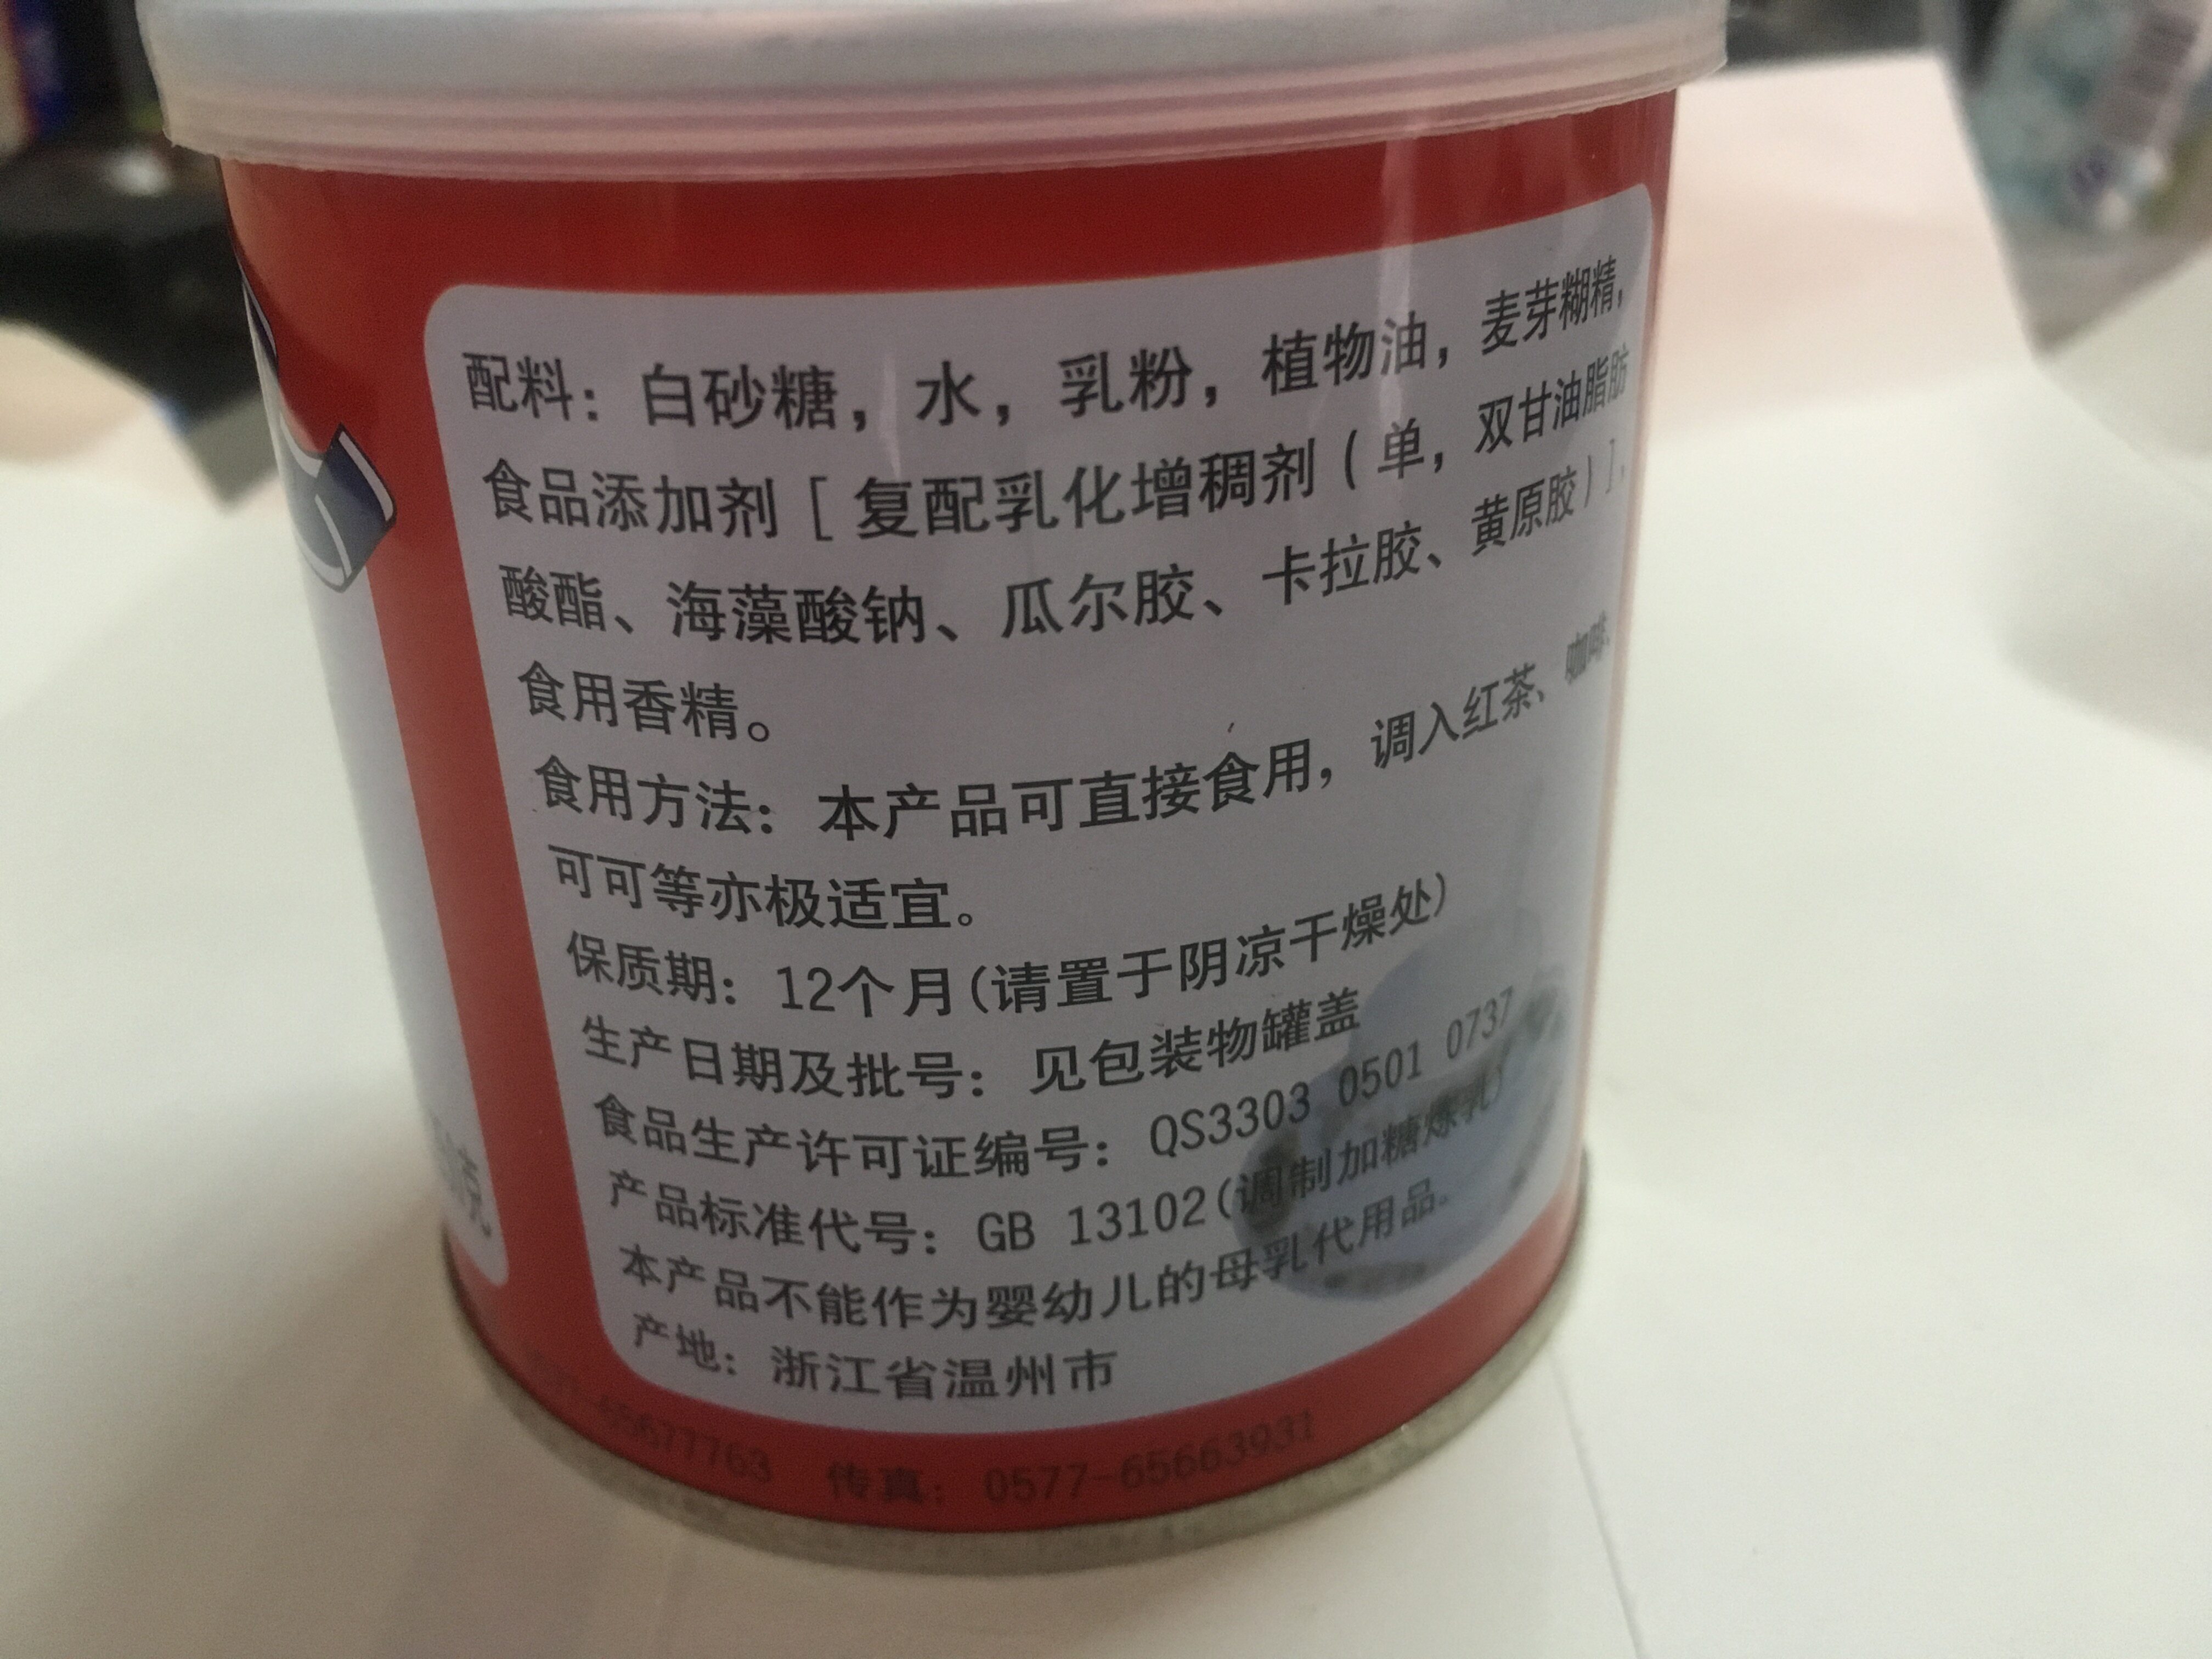 配料：白砂糖，水，乳粉，植物油，麦芽糊精，
食品添加剂［复配乳化增稠剂（单，双甘油脂肪
酸酯、海藻酸钠、瓜尔胶、卡拉胶、黄原胶）］，
食用香精。
食用方法：本产品可直接食用，调入红茶、咖啡、
可可等亦极适宜。
保质期：12个月(请置于阴凉干燥处)
生产日期及批号：见包装物罐盖
食品生产许可证编号：QS3303 0501 0737
产品标准代号：GB 13102(调制加糖炼乳)
本产品不能作为婴幼儿的母乳代用品。
产地：浙江省温州市
-65677763 传真：0577-65663931
克